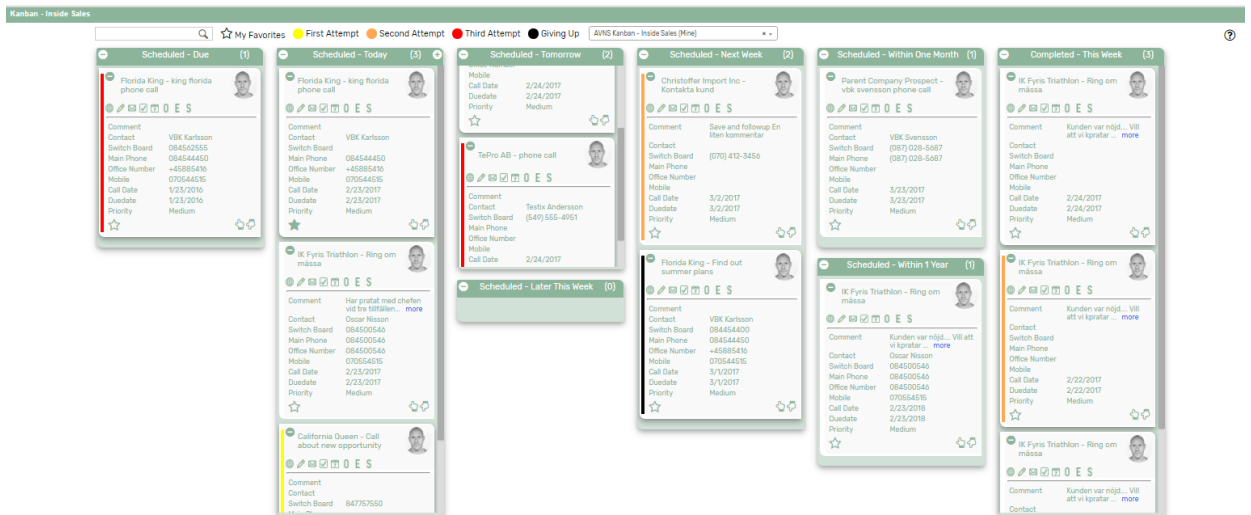 Kanban - Inside Sales
My Favorites First Attempt Second Attempt Third Attempt Giving Up AVNS Kanban - Inside Sales (Mine)
Scheduled - Due (1)
Florida King - king florida
phone call
O E S
Comment
Contact VBK Karlsson
Switch Board 084562555
Main Phone 084544450
Office Number +45885416
Mobile 070544515
Call Date 1/23/2016
Duedate 1/23/2016
Priority Medium
Scheduled - Today (3)
Florida King - king florida
phone call
O E S
Comment
Contact VBK Karlsson
Switch Board
Main Phone 084544450
Office Number +45885416
Mobile 070544515
Call Date 2/23/2017
Duedate 2/23/2017
Priority Medium
IK Fyris Triathlon - Ring om
mässa
O E S
Comment Har pratat med chefen
vid tre tillfällen... more
Contact Oscar Nisson
Switch Board 084500546
Main Phone 084500546
Office Number 084500546
Mobile 070554515
Call Date 2/23/2017
Duedate 2/23/2017
Priority Medium
California Queen - Call
about new opportunity
O E S
Comment
Contact
Switch Board 847757550
Scheduled - Tomorrow (2)
Mobile
Call Date 2/24/2017
Duedate 2/24/2017
Priority Medium
TePro AB - phone call
O E S
Comment
Contact Testix Andersson
Switch Board (549) 555-4951
Main Phone
Office Number
Mobile
Call Date 2/24/2017
Scheduled - Later This Week (0)
Scheduled - Next Week (2)
Christoffer Import Inc -
Kontakta kund
O E S
Comment Save and followup En
liten kommentar
Contact
Switch Board (070) 412-3456
Main Phone
Office Number
Mobile
Call Date 3/2/2017
Duedate 3/2/2017
Priority Medium
Florida King - Find out
summer plans
O E S
Comment
Contact VBK Karlsson
Switch Board 084454400
Main Phone 084544450
Office Number +45885416
Mobile 070544515
Call Date 3/1/2017
Duedate 3/1/2017
Priority Medium
Scheduled - Within One Month (1)
Parent Company Prospect -
vbk svensson phone call
O E S
Comment
Contact VBK Svensson
Switch Board (087) 028-5687
Main Phone (087) 028-5687
Office Number
Mobile
Call Date 3/23/2017
Duedate 3/23/2017
Priority Medium
Scheduled - Within 1 Year (1)
IK Fyris Triathlon - Ring om
mässa
O E S
Comment Kunden var nöjd.... Vill att
vi kpratar ... more
Contact Oscar Nisson
Switch Board 084500546
Main Phone 084500546
Office Number 084500546
Mobile 070554515
Call Date 2/23/2018
Duedate 2/23/2018
Priority Medium
Completed - This Week (3)
IK Fyris Triathlon - Ring om
mässa
O E S
Comment Kunden var nöjd.... Vill
att vi kpratar ... more
Contact
Switch Board
Main Phone
Office Number
Mobile
Call Date 2/24/2017
Duedate 2/24/2017
Priority Medium
IK Fyris Triathlon - Ring om
mässa
O E S
Comment Kunden var nöjd.... Vill
att vi kpratar ... more
Contact
Switch Board
Main Phone
Office Number
Mobile
Call Date 2/22/2017
Duedate 2/22/2017
Priority Medium
IK Fyris Triathlon - Ring om
mässa
O E S
Comment Kunden var nöjd.... Vill
att vi kpratar ... more
Contact